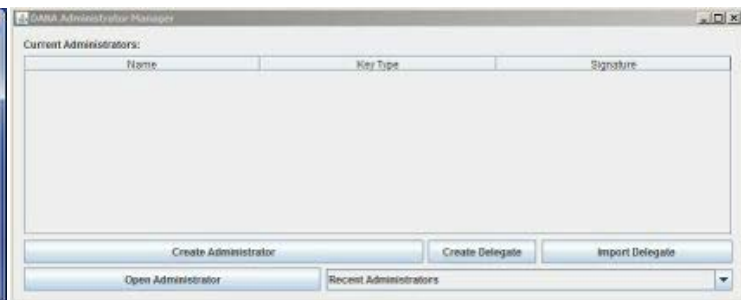 DANA Administrator Manager
Current Administrators:
Name Key Type Signature
Create Administrator Create Delegate Import Delegate
Open Administrator Recent Administrators